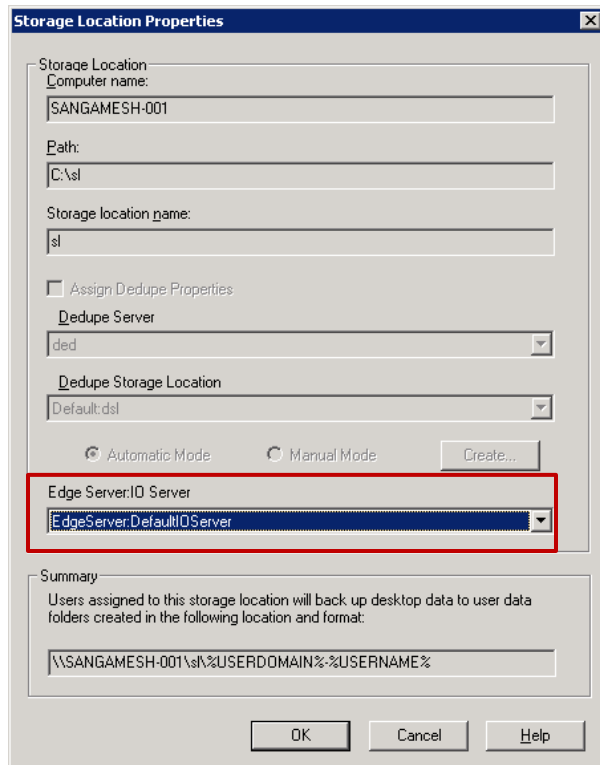 Storage Location Properties
Storage Location
Computer name:
SANGAMESH-001
Path:
C:\sl
Storage location name:
sl
Assign Dedupe Properties
Dedupe Server
ded
Dedupe Storage Location
Default:dsl
Automatic Mode Manual Mode Create...
Edge Server:IO Server
EdgeServer:DefaultIOServer
Summary
Users assigned to this storage location will back up desktop data to user data
folders created in the following location and format:
\\SANGAMESH-001\sl\%USERDOMAIN%-%USERNAME%
OK Cancel Help